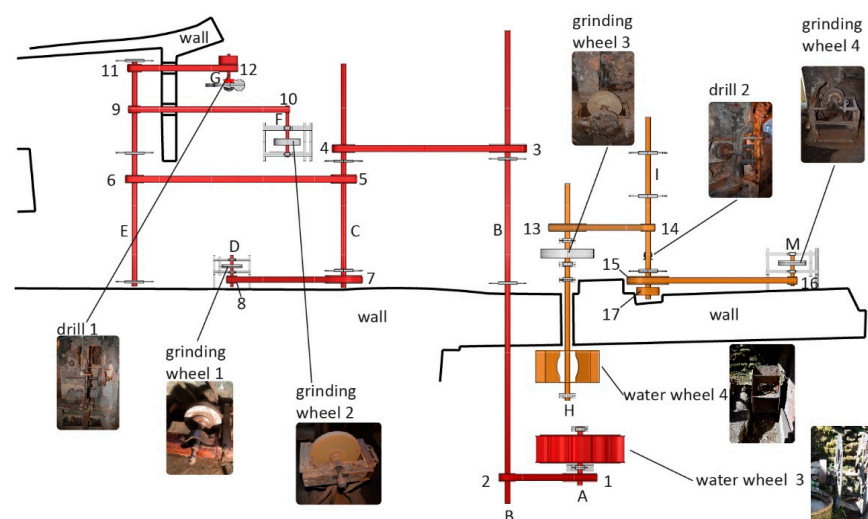 wall
grinding
wheel 3
grinding
wheel 4
11
12
G
drill 2
9
10
F
4
3
I
6
5
E
C
B
13
14
D
M
15
7
8
16
17
wall
wall
drill 1
grinding
wheel 1
grinding
wheel 2
water wheel 4
H
water wheel 3
2
1
A
B